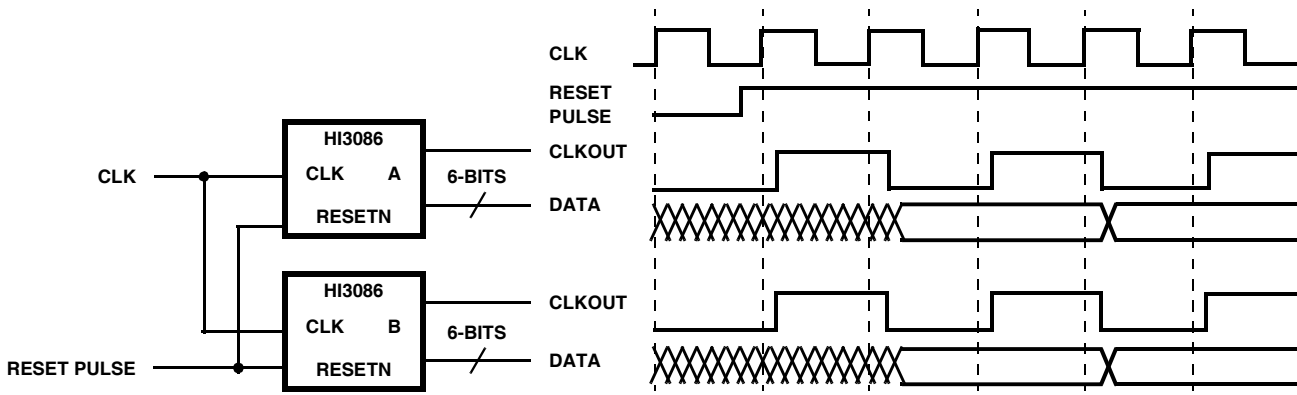 CLK
RESET
PULSE
HI3086
CLKOUT
CLK
CLK A
6-BITS
RESETN
DATA
HI3086
CLKOUT
CLK B
6-BITS
RESET PULSE
RESETN
DATA